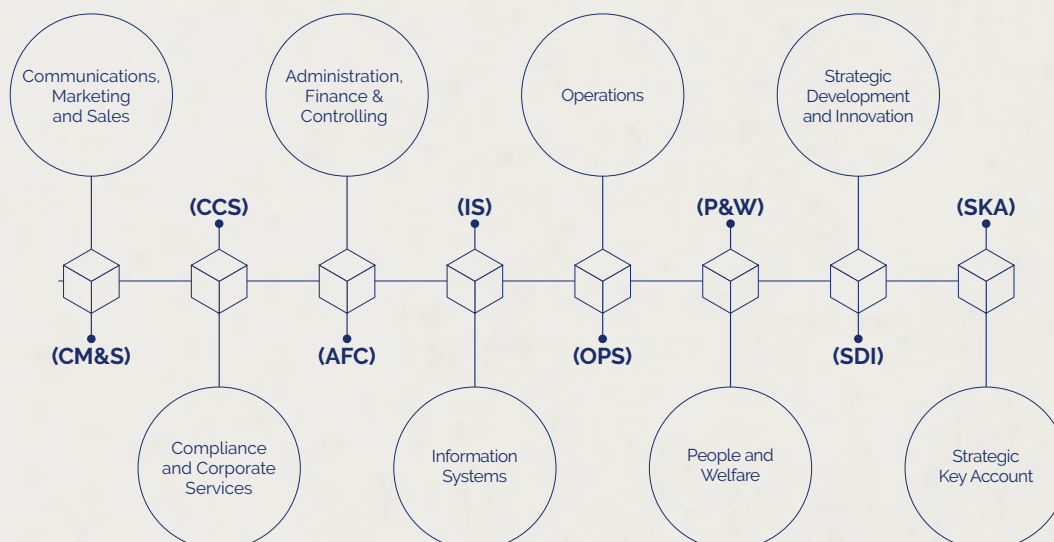 Communications,
Marketing
and Sales
Administration,
Finance &
Controlling
Operations
Strategic
Development
and Innovation
(CCS)
(IS)
(P&W)
(SKA)
(CM&S)
(AFC)
(OPS)
(SDI)
Compliance
and Corporate
Services
Information
Systems
People and
Welfare
Strategic
Key Account